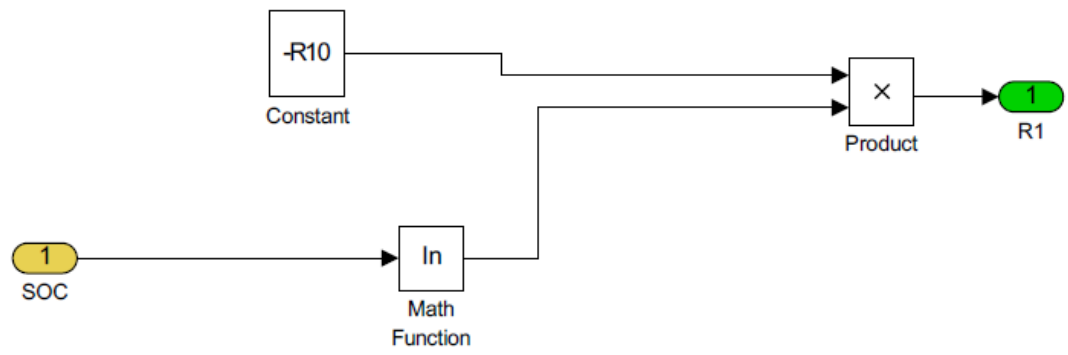 -R10
Constant
×
Product
1
R1
1
SOC
ln
Math
Function